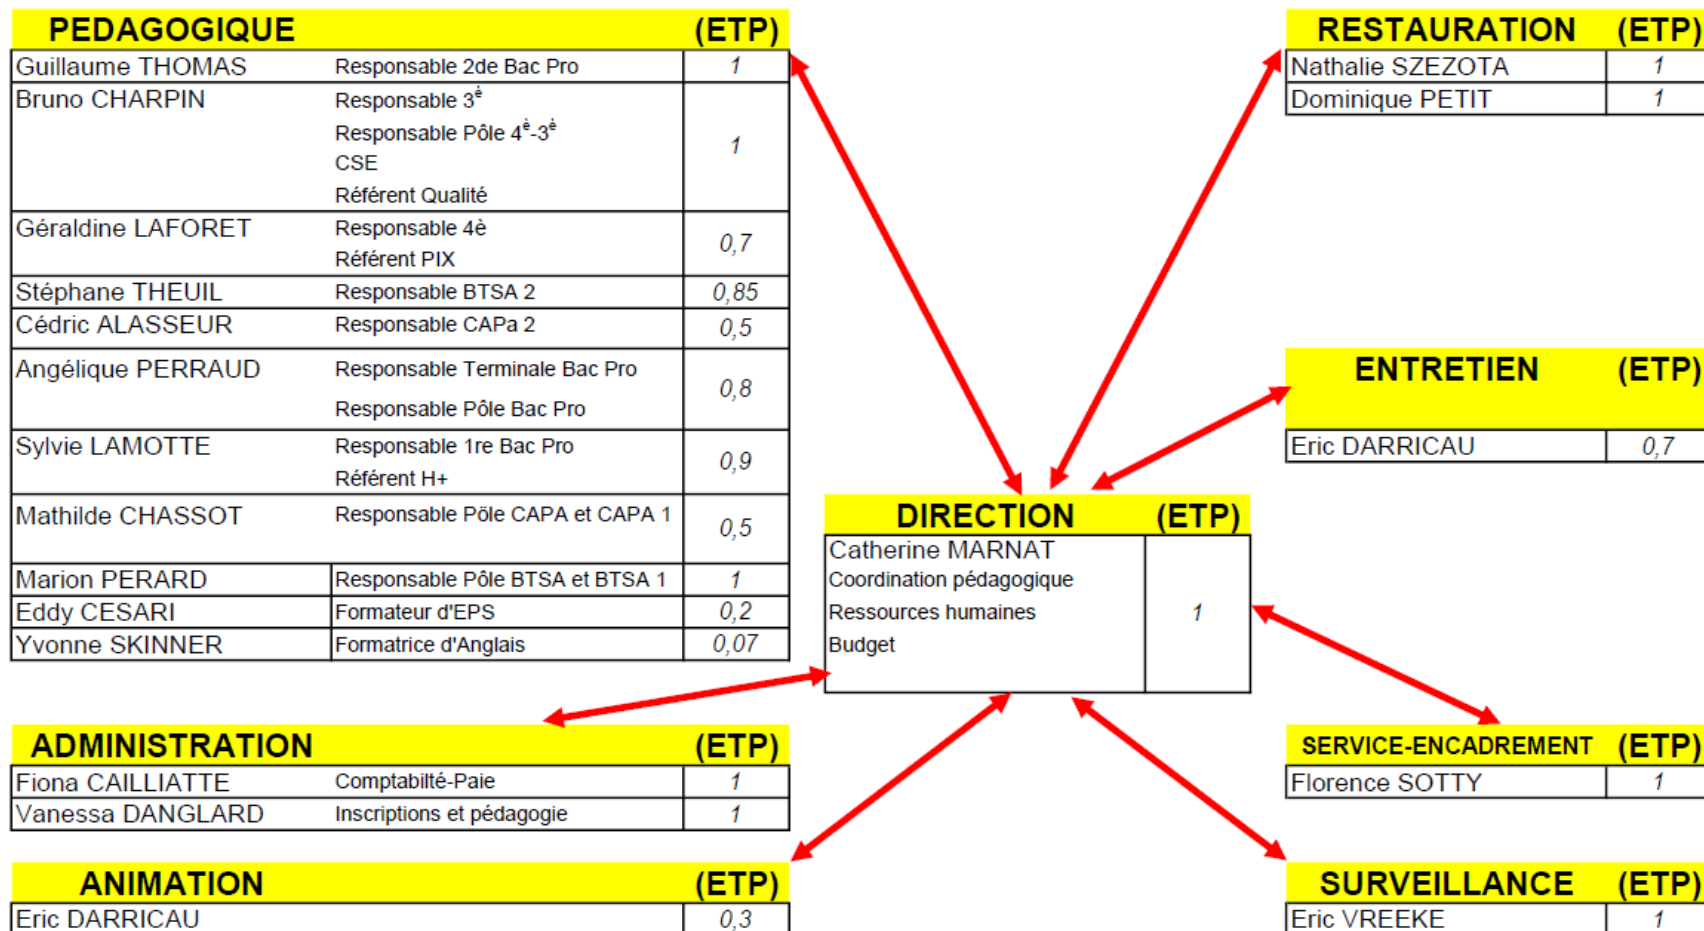 PEDAGOGIQUE (ETP)
Guillaume THOMAS Responsable 2de Bac Pro 1
Bruno CHARPIN Responsable 3è
Responsable Pôle 4è-3è
1
CSE
Référent Qualité
Géraldine LAFORET Responsable 4è
0,7
Référent PIX
Stéphane THEUIL Responsable BTSA 2 0,85
Cédric ALASSEUR Responsable CAPa 2 0,5
Angélique PERRAUD Responsable Terminale Bac Pro
0,8
Responsable Pôle Bac Pro
Sylvie LAMOTTE Responsable 1re Bac Pro
0,9
Référent H+
Mathilde CHASSOT Responsable Pöle CAPA et CAPA 1 0,5
Marion PERARD Responsable Pôle BTSA et BTSA 1 1
Eddy CESARI Formateur d'EPS 0,2
Yvonne SKINNER Formatrice d'Anglais 0,07
RESTAURATION (ETP)
Nathalie SZEZOTA 1
Dominique PETIT 1
ENTRETIEN (ETP)
Eric DARRICAU 0,7
DIRECTION (ETP)
Catherine MARNAT
Coordination pédagogique
Ressources humaines 1
Budget
ADMINISTRATION (ETP)
Fiona CAILLIATTE Comptabilté-Paie 1
Vanessa DANGLARD Inscriptions et pédagogie 1
SERVICE-ENCADREMENT (ETP)
Florence SOTTY 1
ANIMATION (ETP)
Eric DARRICAU 0,3
SURVEILLANCE (ETP)
Eric VREEKE 1